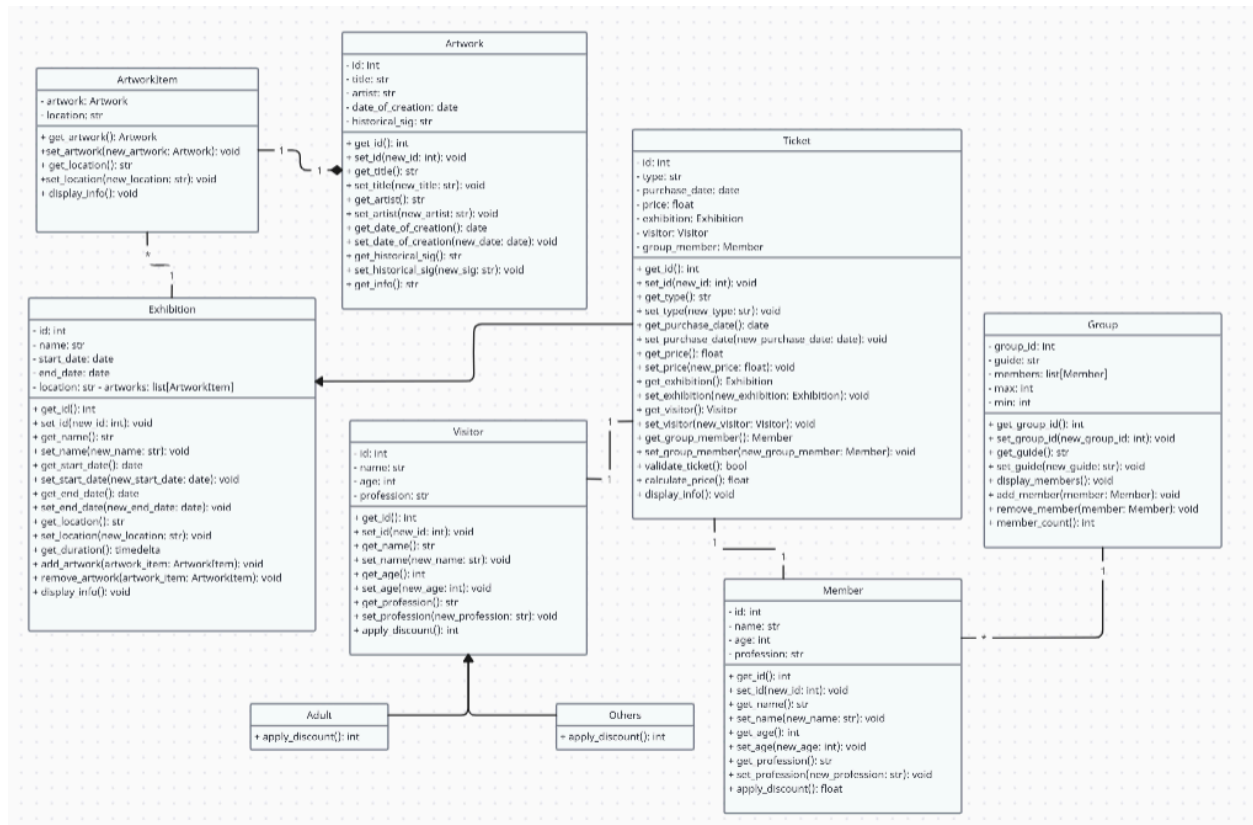 ArtworkItem
- artwork: Artwork
- location: str
+ get_artwork(): Artwork
+set_artwork(new_artwork: Artwork): void
+ get_location(): str
+set_location(new_location: str): void
+ display_info(): void
1
1
Artwork
- id: int
- title: str
- artist: str
- date_of_creation: date
- historical_sig: str
+ get_id(): int
+ set_id(new_id: int): void
+ get_title(): str
+ set_title(new_title: str): void
+ get_artist(): str
+ set_artist(new_artist: str): void
+ get_date_of_creation(): date
+ set_date_of_creation(new_date: date): void
+ get_historical_sig(): str
+ set_historical_sig(new_sig: str): void
+ get_info(): str
*
1
Exhibition
- id: int
- name: str
- start_date: date
- end_date: date
- location: str - artworks: list[ArtworkItem]
+ get_id(): int
+ set_id(new_id: int): void
+ get_name(): str
+ set_name(new_name: str): void
+ get_start_date(): date
+ set_start_date(new_start_date: date): void
+ get_end_date(): date
+ set_end_date(new_end_date: date): void
+ get_location(): str
+ set_location(new_location: str): void
+ get_duration(): timedelta
+ add_artwork(artwork_item: ArtworkItem): void
+ remove_artwork(artwork_item: ArtworkItem): void
+ display_info(): void
Ticket
- id: int
- type: str
- purchase_date: date
- price: float
- exhibition: Exhibition
- visitor: Visitor
- group_member: Member
+ get_id(): int
+ set_id(new_id: int): void
+ get_type(): str
+ set_type(new_type: str): void
+ get_purchase_date(): date
+ set_purchase_date(new_purchase_date: date): void
+ get_price(): float
+ set_price(new_price: float): void
+ get_exhibition(): Exhibition
+ set_exhibition(new_exhibition: Exhibition): void
+ get_visitor(): Visitor
+ set_visitor(new_visitor: Visitor): void
+ get_group_member(): Member
+ set_group_member(new_group_member: Member): void
+ validate_ticket(): bool
+ calculate_price(): float
+ display_info(): void
1
1
Visitor
- id: int
- name: str
- age: int
- profession: str
+ get_id(): int
+ set_id(new_id: int): void
+ get_name(): str
+ set_name(new_name: str): void
+ get_age(): int
+ set_age(new_age: int): void
+ get_profession(): str
+ set_profession(new_profession: str): void
+ apply_discount(): int
Adult
+ apply_discount(): int
Others
+ apply_discount(): int
Group
- group_id: int
- guide: str
- members: list[Member]
- max: int
- min: int
+ get_group_id(): int
+ set_group_id(new_group_id: int): void
+ get_guide(): str
+ set_guide(new_guide: str): void
+ display_members(): void
+ add_member(member: Member): void
+ remove_member(member: Member): void
+ member_count(): int
1
1
1
*
Member
- id: int
- name: str
- age: int
- profession: str
+ get_id(): int
+ set_id(new_id: int): void
+ get_name(): str
+ set_name(new_name: str): void
+ get_age(): int
+ set_age(new_age: int): void
+ get_profession(): str
+ set_profession(new_profession: str): void
+ apply_discount(): float